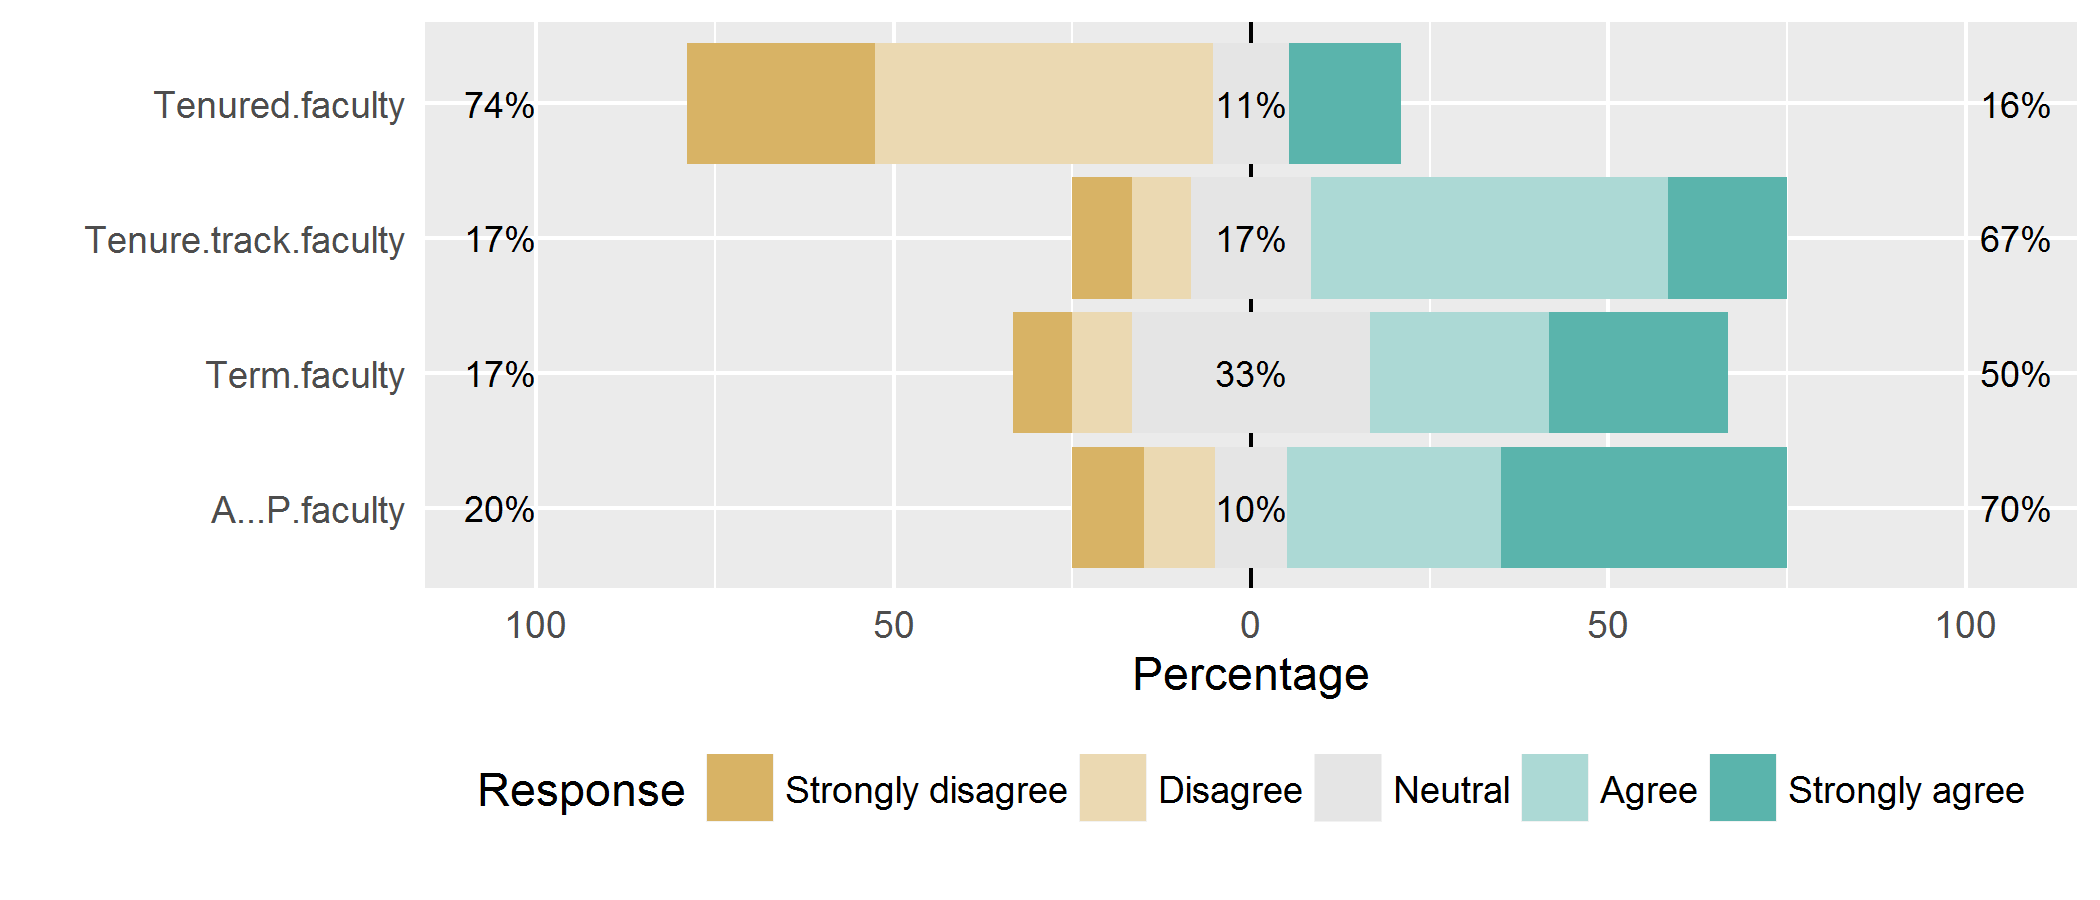 Tenured.faculty 74% 11% 16%
Tenure.track.faculty 17% 17% 67%
Term.faculty 17% 33% 50%
A...P.faculty 20% 10% 70%
100 50 0 50 100
Percentage
Response Strongly disagree Disagree Neutral Agree Strongly agree